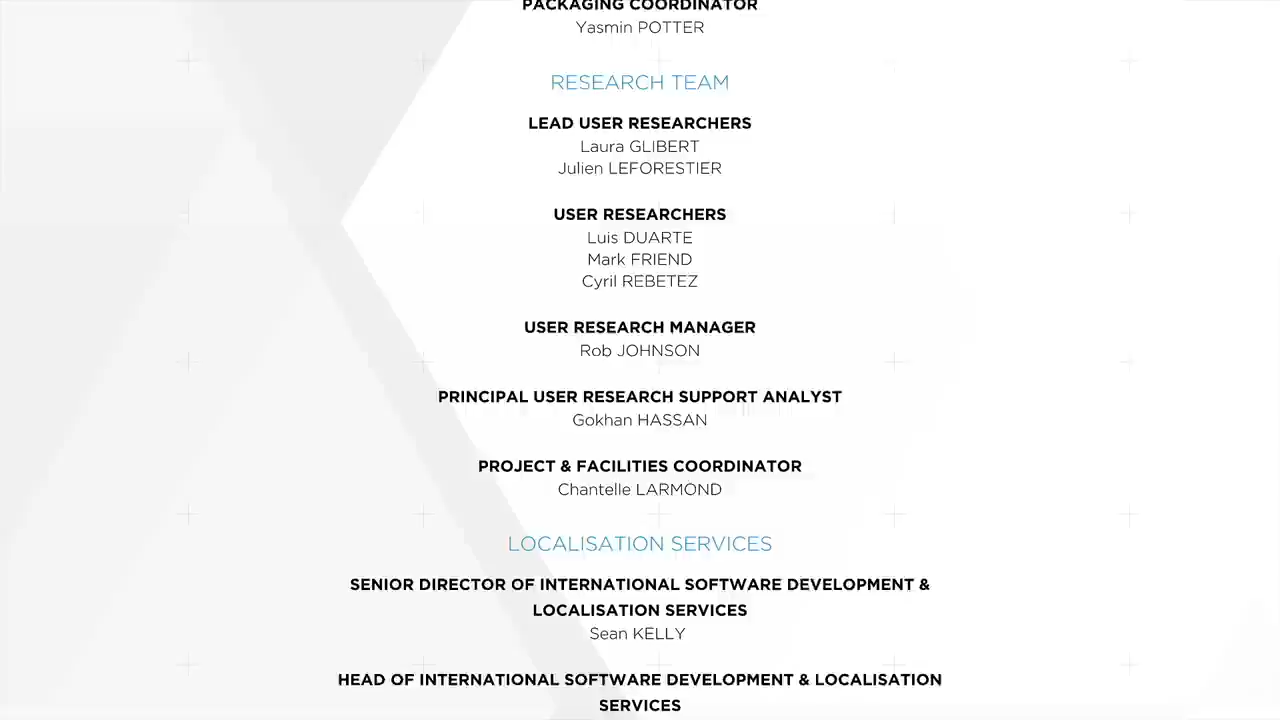 PACKAGING COORDINATOR
Yasmin POTTER
RESEARCH TEAM
LEAD USER RESEARCHERS
Laura GLIBERT
Julien LEFORESTIER
USER RESEARCHERS
Luis DUARTE
Mark FRIEND
Cyril REBETEZ
USER RESEARCH MANAGER
Rob JOHNSON
PRINCIPAL USER RESEARCH SUPPORT ANALYST
Gokhan HASSAN
PROJECT & FACILITIES COORDINATOR
Chantelle LARMOND
LOCALISATION SERVICES
SENIOR DIRECTOR OF INTERNATIONAL SOFTWARE DEVELOPMENT &
LOCALISATION SERVICES
Sean KELLY
HEAD OF INTERNATIONAL SOFTWARE DEVELOPMENT & LOCALISATION
SERVICES